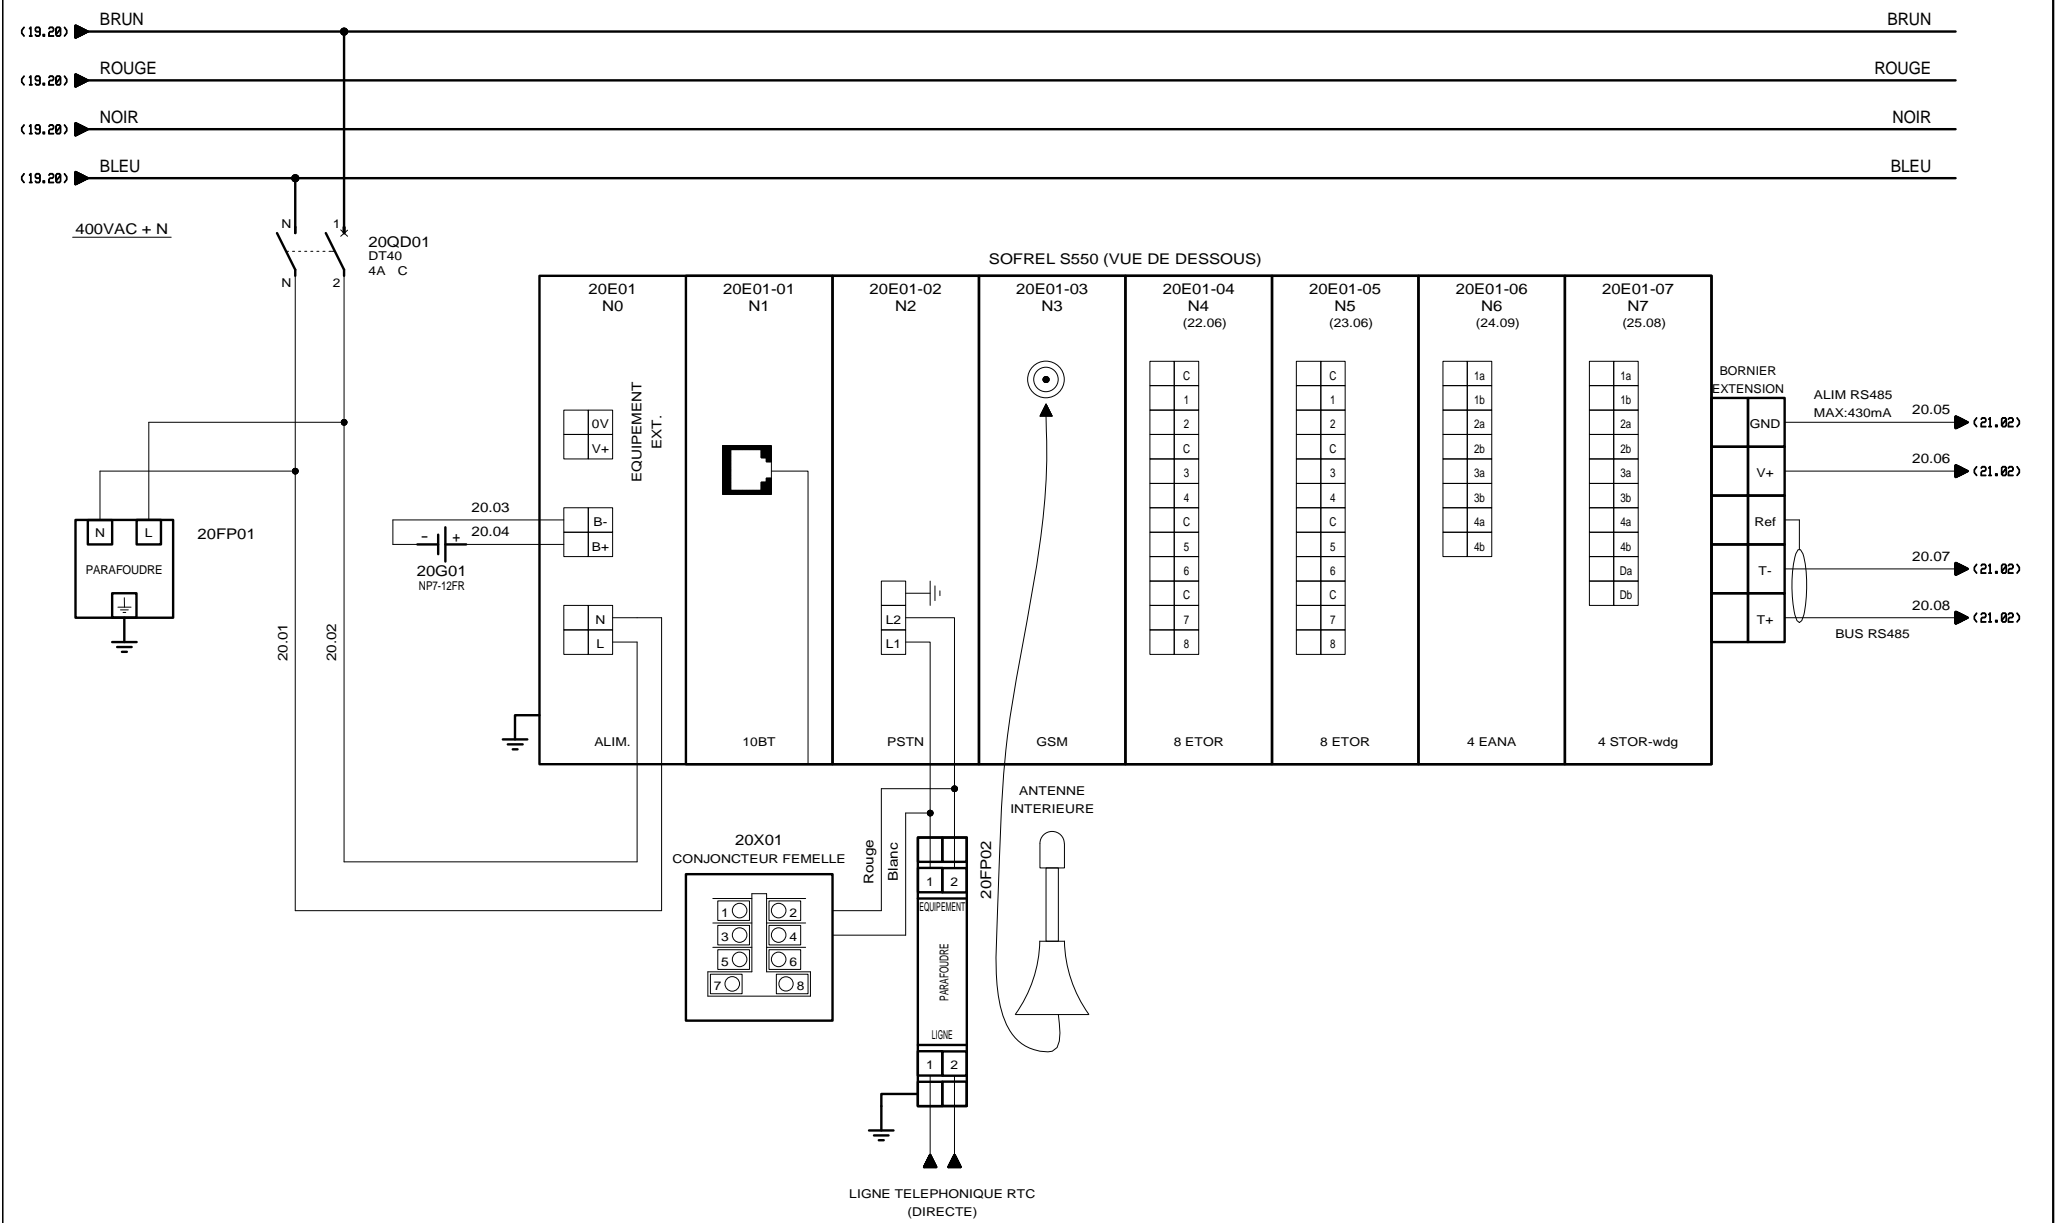 BRUN
BRUN
(19.20)
ROUGE
ROUGE
(19.20)
NOIR
NOIR
(19.20)
BLEU
BLEU
(19.20)
400VAC + N
N
1
20QD01
DT40
4A C
N
2
SOFREL S550 (VUE DE DESSOUS)
20E01
N0
EQUIPEMENT
EXT.
0V
V+
B-
B+
N
L
ALIM.
20E01-01
N1
10BT
20E01-02
N2
L2
L1
PSTN
20E01-03
N3
GSM
20E01-04
N4
(22.06)
C
1
2
C
3
4
C
5
6
C
7
8
8 ETOR
20E01-05
N5
(23.06)
C
1
2
C
3
4
C
5
6
C
7
8
8 ETOR
20E01-06
N6
(24.09)
1a
1b
2a
2b
3a
3b
4a
4b
4 EANA
20E01-07
N7
(25.08)
1a
1b
2a
2b
3a
3b
4a
4b
Da
Db
4 STOR-wdg
BORNIER
EXTENSION
GND
V+
Ref
T-
T+
ALIM RS485
MAX:430mA
20.05
(21.02)
20.06
(21.02)
20.07
(21.02)
20.08
(21.02)
BUS RS485
N
L
20FP01
PARAFOUDRE
20.03
20.04
-
+
20G01
NP7-12FR
20.01
20.02
20X01
CONJONCTEUR FEMELLE
1
2
3
4
5
6
7
8
Rouge
Blanc
20FP02
1 2
EQUIPEMENT
PARAFOUDRE
LIGNE
1 2
ANTENNE
INTERIEURE
LIGNE TELEPHONIQUE RTC
(DIRECTE)